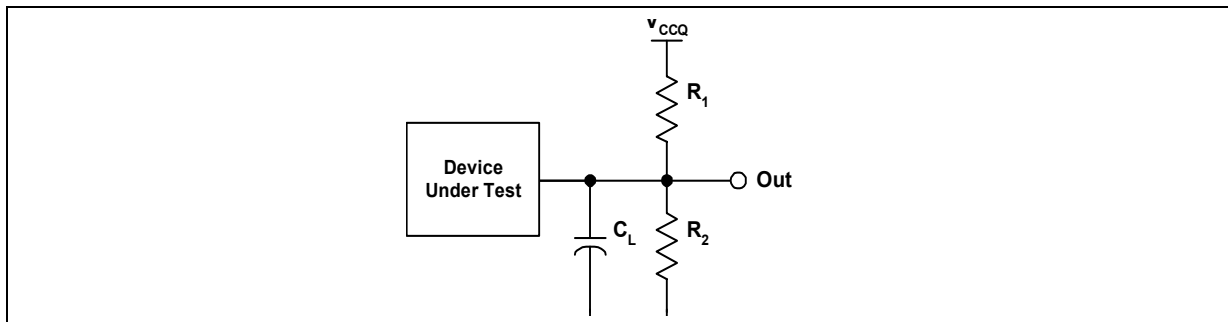 VCCQ
R1
Device
Under Test
Out
CL
R2